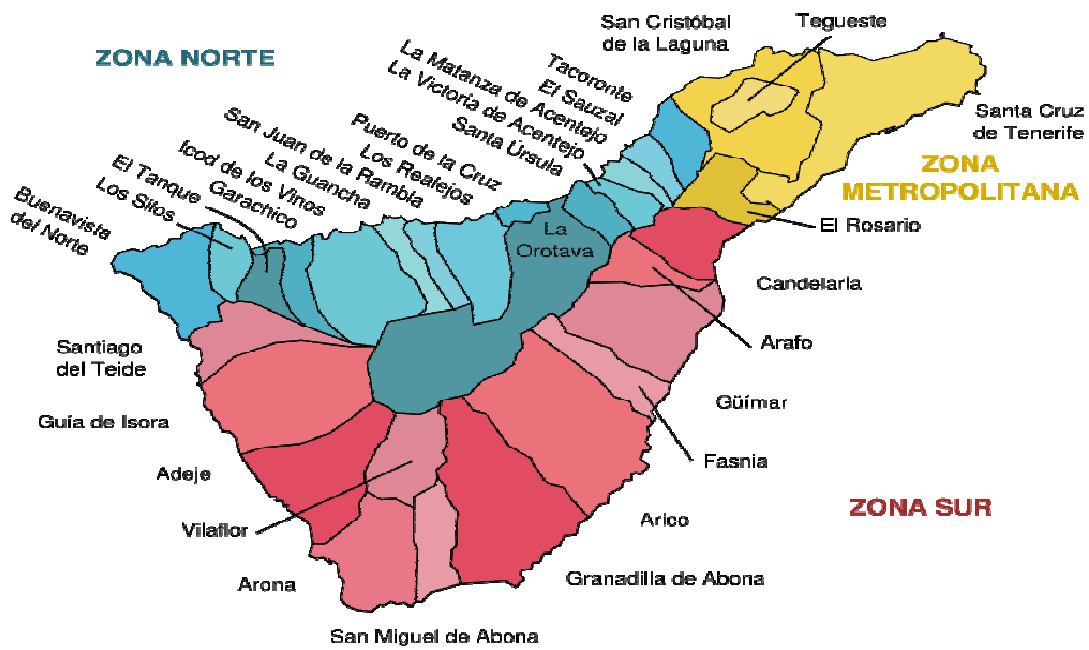 San Cristóbal
de la Laguna
Tegueste
ZONA NORTE
Tacoronte
El Sauzal
La Matanza de Acentejo
La Victoria de Acentejo
Santa Úrsula
Puerto de la Cruz
Los Realejos
San Juan de la Rambla
La Guancha
Icod de los Vinos
Garachico
El Tanque
Los Silos
Buenavista
del Norte
Santa Cruz
de Tenerife
ZONA
METROPOLITANA
El Rosario
La
Orotava
Candelaria
Arafo
Santiago
del Teide
Güímar
Guía de Isora
Fasnia
Adeje
ZONA SUR
Arico
Vilaflor
Granadilla de Abona
Arona
San Miguel de Abona